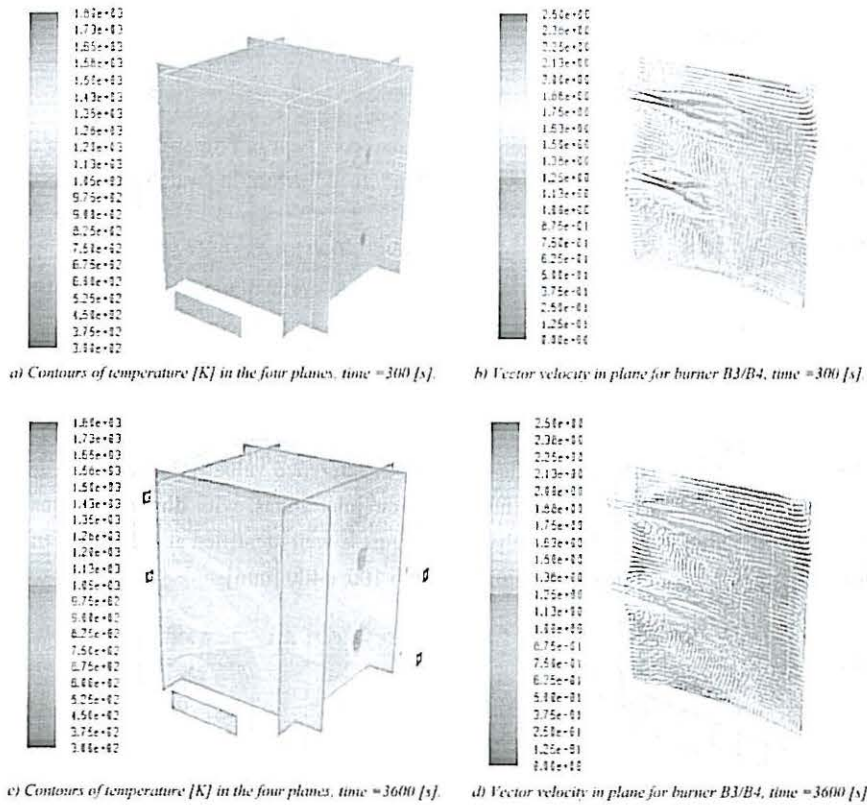 1.80e+03
1.73e+03
1.65e+03
1.58e+03
1.50e+03
1.43e+03
1.35e+03
1.28e+03
1.20e+03
1.13e+03
1.05e+03
9.75e+02
9.00e+02
8.25e+02
7.50e+02
6.75e+02
6.00e+02
5.25e+02
4.50e+02
3.75e+02
3.00e+02
2.50e+00
2.38e+00
2.25e+00
2.13e+00
2.00e+00
1.88e+00
1.75e+00
1.63e+00
1.50e+00
1.38e+00
1.25e+00
1.13e+00
1.00e+00
8.75e-01
7.50e-01
6.25e-01
5.00e-01
3.75e-01
2.50e-01
1.25e-01
0.00e+00
a) Contours of temperature [K] in the four planes, time =300 [s].
b) Vector velocity in plane for burner B3/B4, time =300 [s].
1.80e+03
1.73e+03
1.65e+03
1.58e+03
1.50e+03
1.43e+03
1.35e+03
1.28e+03
1.20e+03
1.13e+03
1.05e+03
9.75e+02
9.00e+02
8.25e+02
7.50e+02
6.75e+02
6.00e+02
5.25e+02
4.50e+02
3.75e+02
3.00e+02
2.50e+00
2.38e+00
2.25e+00
2.13e+00
2.00e+00
1.88e+00
1.75e+00
1.63e+00
1.50e+00
1.38e+00
1.25e+00
1.13e+00
1.00e+00
8.75e-01
7.50e-01
6.25e-01
5.00e-01
3.75e-01
2.50e-01
1.25e-01
0.00e+00
c) Contours of temperature [K] in the four planes, time =3600 [s].
d) Vector velocity in plane for burner B3/B4, time =3600 [s]